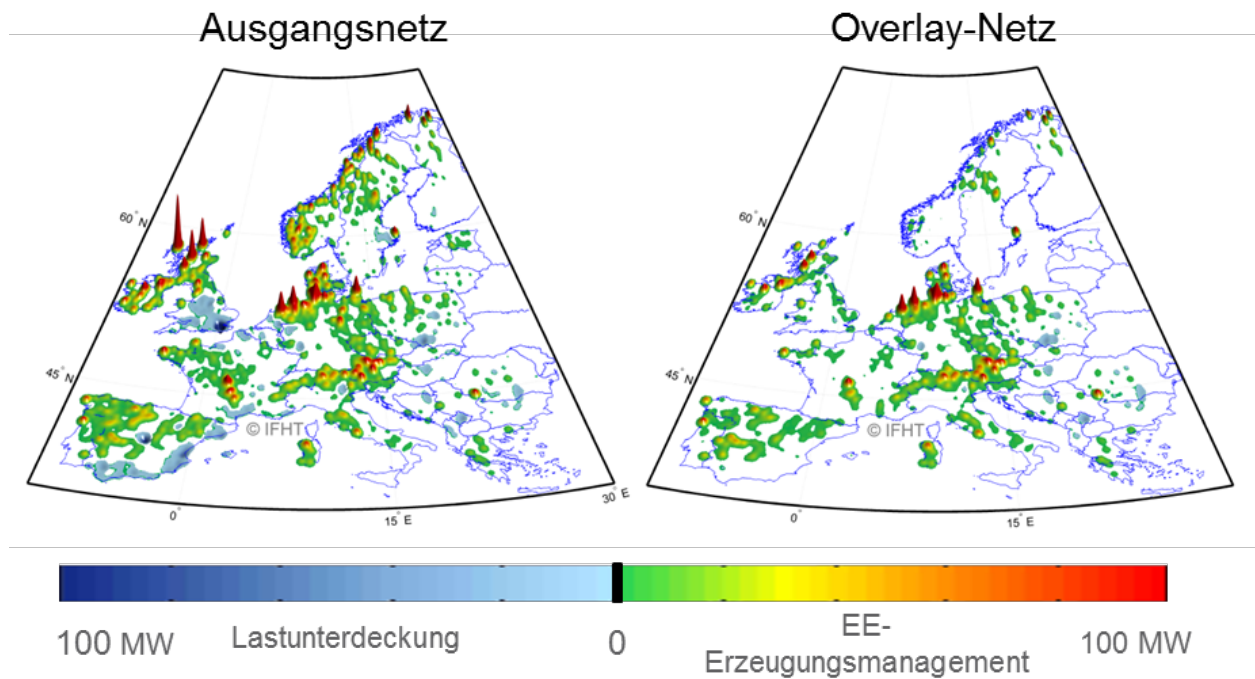 Ausgangsnetz
Overlay-Netz
60° N
45° N
© IFHT
0°
15° E
30° E
60° N
45° N
© IFHT
0°
15° E
100 MW
Lastunterdeckung
0
EE-
Erzeugungsmanagement
100 MW